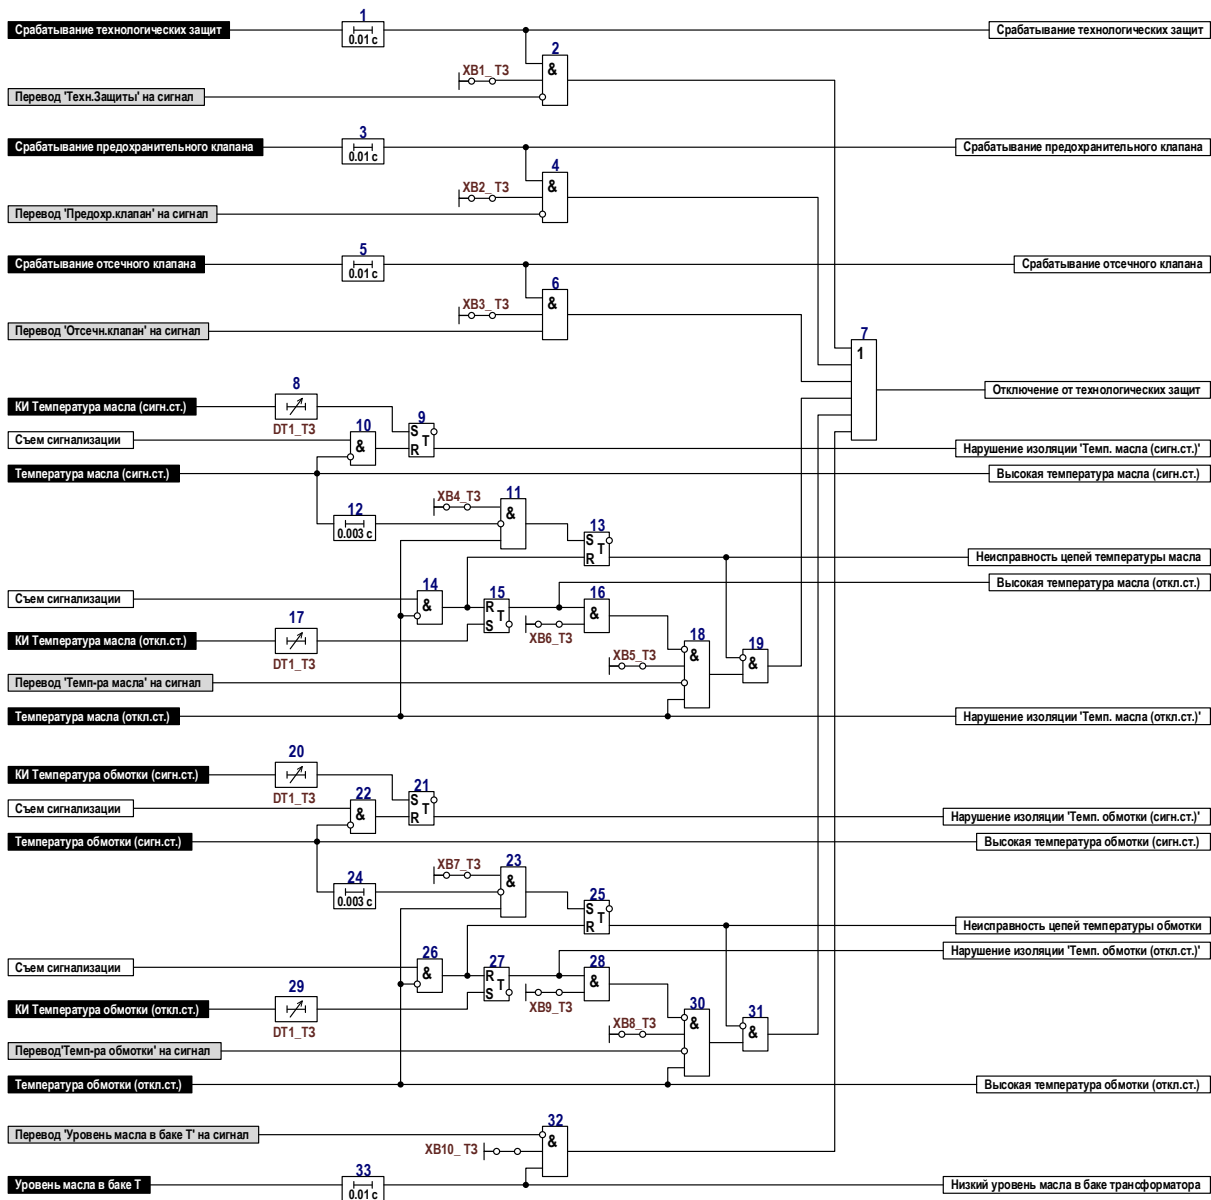 1
Срабатывание технологических защит
0.01 с
Срабатывание технологических защит
2
XB1_T3
&
Перевод 'Техн.Защиты' на сигнал
3
Срабатывание предохранительного клапана
0.01 с
Срабатывание предохранительного клапана
4
XB2_ T3
&
Перевод 'Предохр.клапан' на сигнал
5
Срабатывание отсечного клапана
0.01 с
Срабатывание отсечного клапана
6
XB3_ T3
&
Перевод 'Отсечн.клапан' на сигнал
7
1
8
Отключение от технологических защит
КИ Температура масла (сигн.ст.)
DT1_T3
9
S
T
R
Съем сигнализации
10
&
Нарушение изоляции 'Темп. масла (сигн.ст.)'
Температура масла (сигн.ст.)
Высокая температура масла (сигн.ст.)
XB4_T3
11
&
12
0.003 с
13
S
T
R
Неисправность цепей температуры масла
Высокая температура масла (откл.ст.)
Съем сигнализации
14
&
15
R
T
S
16
&
XB6_T3
17
КИ Температура масла (откл.ст.)
DT1_T3
18
&
XB5_T3
19
&
Перевод 'Темп-ра масла' на сигнал
Температура масла (откл.ст.)
Нарушение изоляции 'Темп. масла (откл.ст.)'
20
КИ Температура обмотки (сигн.ст.)
DT1_T3
21
S
T
R
Съем сигнализации
22
&
Нарушение изоляции 'Темп. обмотки (сигн.ст.)'
Температура обмотки (сигн.ст.)
Высокая температура обмотки (сигн.ст.)
XB7_T3
23
&
24
0.003 с
25
S
T
R
Неисправность цепей температуры обмотки
Нарушение изоляции 'Темп. обмотки (откл.ст.)'
Съем сигнализации
26
&
27
R
T
S
28
&
XB9_T3
29
КИ Температура обмотки (откл.ст.)
DT1_T3
30
&
XB8_T3
31
&
Перевод'Темп-ра обмотки' на сигнал
Температура обмотки (откл.ст.)
Высокая температура обмотки (откл.ст.)
32
&
Перевод 'Уровень масла в баке Т' на сигнал
XB10_ T3
33
Уровень масла в баке Т
0.01 с
Низкий уровень масла в баке трансформатора